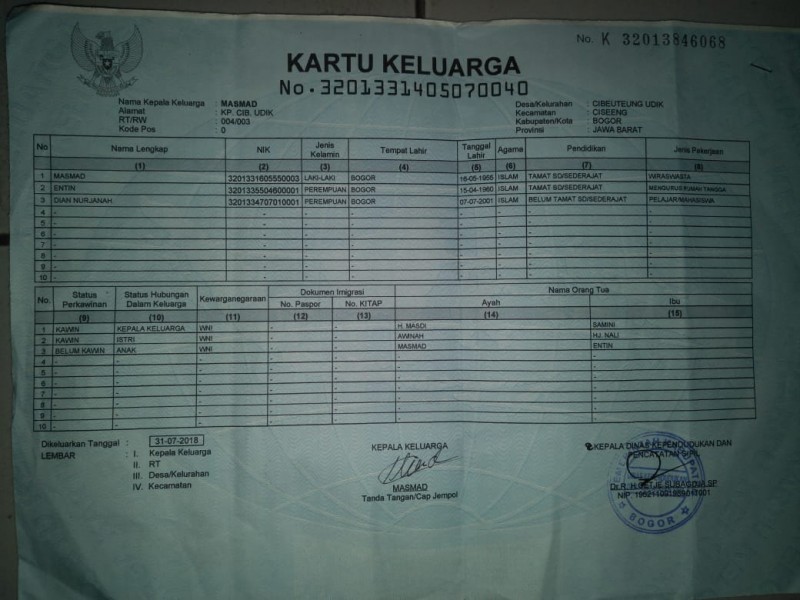 No. K 32013846068
KARTU KELUARGA
No.3201331405070040
Nama Kepala Keluarga : MASMAD
Alamat : KP. CIB. UDIK
RT/RW : 004/003
Kode Pos : 0
Desa/Kelurahan : CIBEUTEUNG UDIK
Kecamatan : CISEENG
Kabupaten/Kota : BOGOR
Provinsi : JAWA BARAT
No Nama Lengkap NIK Jenis Kelamin Tempat Lahir Tanggal Lahir Agama Pendidikan Jenis Pekerjaan
(1) (2) (3) (4) (5) (6) (7) (8)
1 MASMAD 3201331605550003 LAKI-LAKI BOGOR 16-05-1955 ISLAM TAMAT SD/SEDERAJAT WIRASWASTA
2 ENTIN 3201335504600001 PEREMPUAN BOGOR 15-04-1960 ISLAM TAMAT SD/SEDERAJAT MENGURUS RUMAH TANGGA
3 DIAN NURJANAH 3201334707010001 PEREMPUAN BOGOR 07-07-2001 ISLAM BELUM TAMAT SD/SEDERAJAT PELAJAR/MAHASISWA
4 - - - - - - - -
5 - - - - - - - -
6 - - - - - - - -
7 - - - - - - - -
8 - - - - - - - -
9 - - - - - - - -
10 - - - - - - - -
No. Status Perkawinan Status Hubungan Dalam Keluarga Kewarganegaraan Dokumen Imigrasi Nama Orang Tua
No. Paspor No. KITAP Ayah Ibu
(9) (10) (11) (12) (13) (14) (15)
1 KAWIN KEPALA KELUARGA WNI - - H. MASDI SAMINI
2 KAWIN ISTRI WNI - - AWINAH HJ. NALI
3 BELUM KAWIN ANAK WNI - - MASMAD ENTIN
4 - - - - - - -
5 - - - - - - -
6 - - - - - - -
7 - - - - - - -
8 - - - - - - -
9 - - - - - - -
10 - - - - - - -
Dikeluarkan Tanggal : 31-07-2018
LEMBAR : I. Kepala Keluarga
II. RT
III. Desa/Kelurahan
IV. Kecamatan
KEPALA KELUARGA
MASMAD
Tanda Tangan/Cap Jempol
KEPALA DINAS KEPENDUDUKAN DAN
PENCATATAN SIPIL
BOGOR